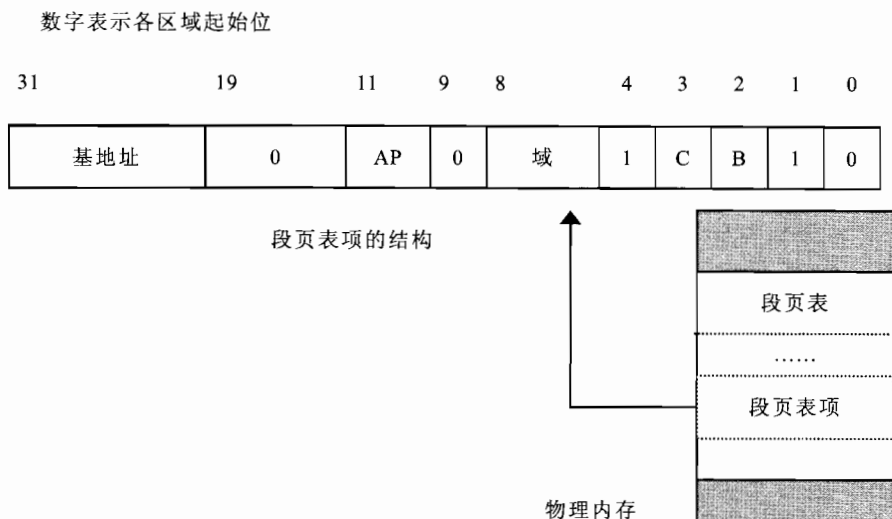 数字表示各区域起始位
31 19 11 9 8 4 3 2 1 0
基地址 0 AP 0 域 1 C B 1 0
段页表项的结构
段页表
……
段页表项
物理内存